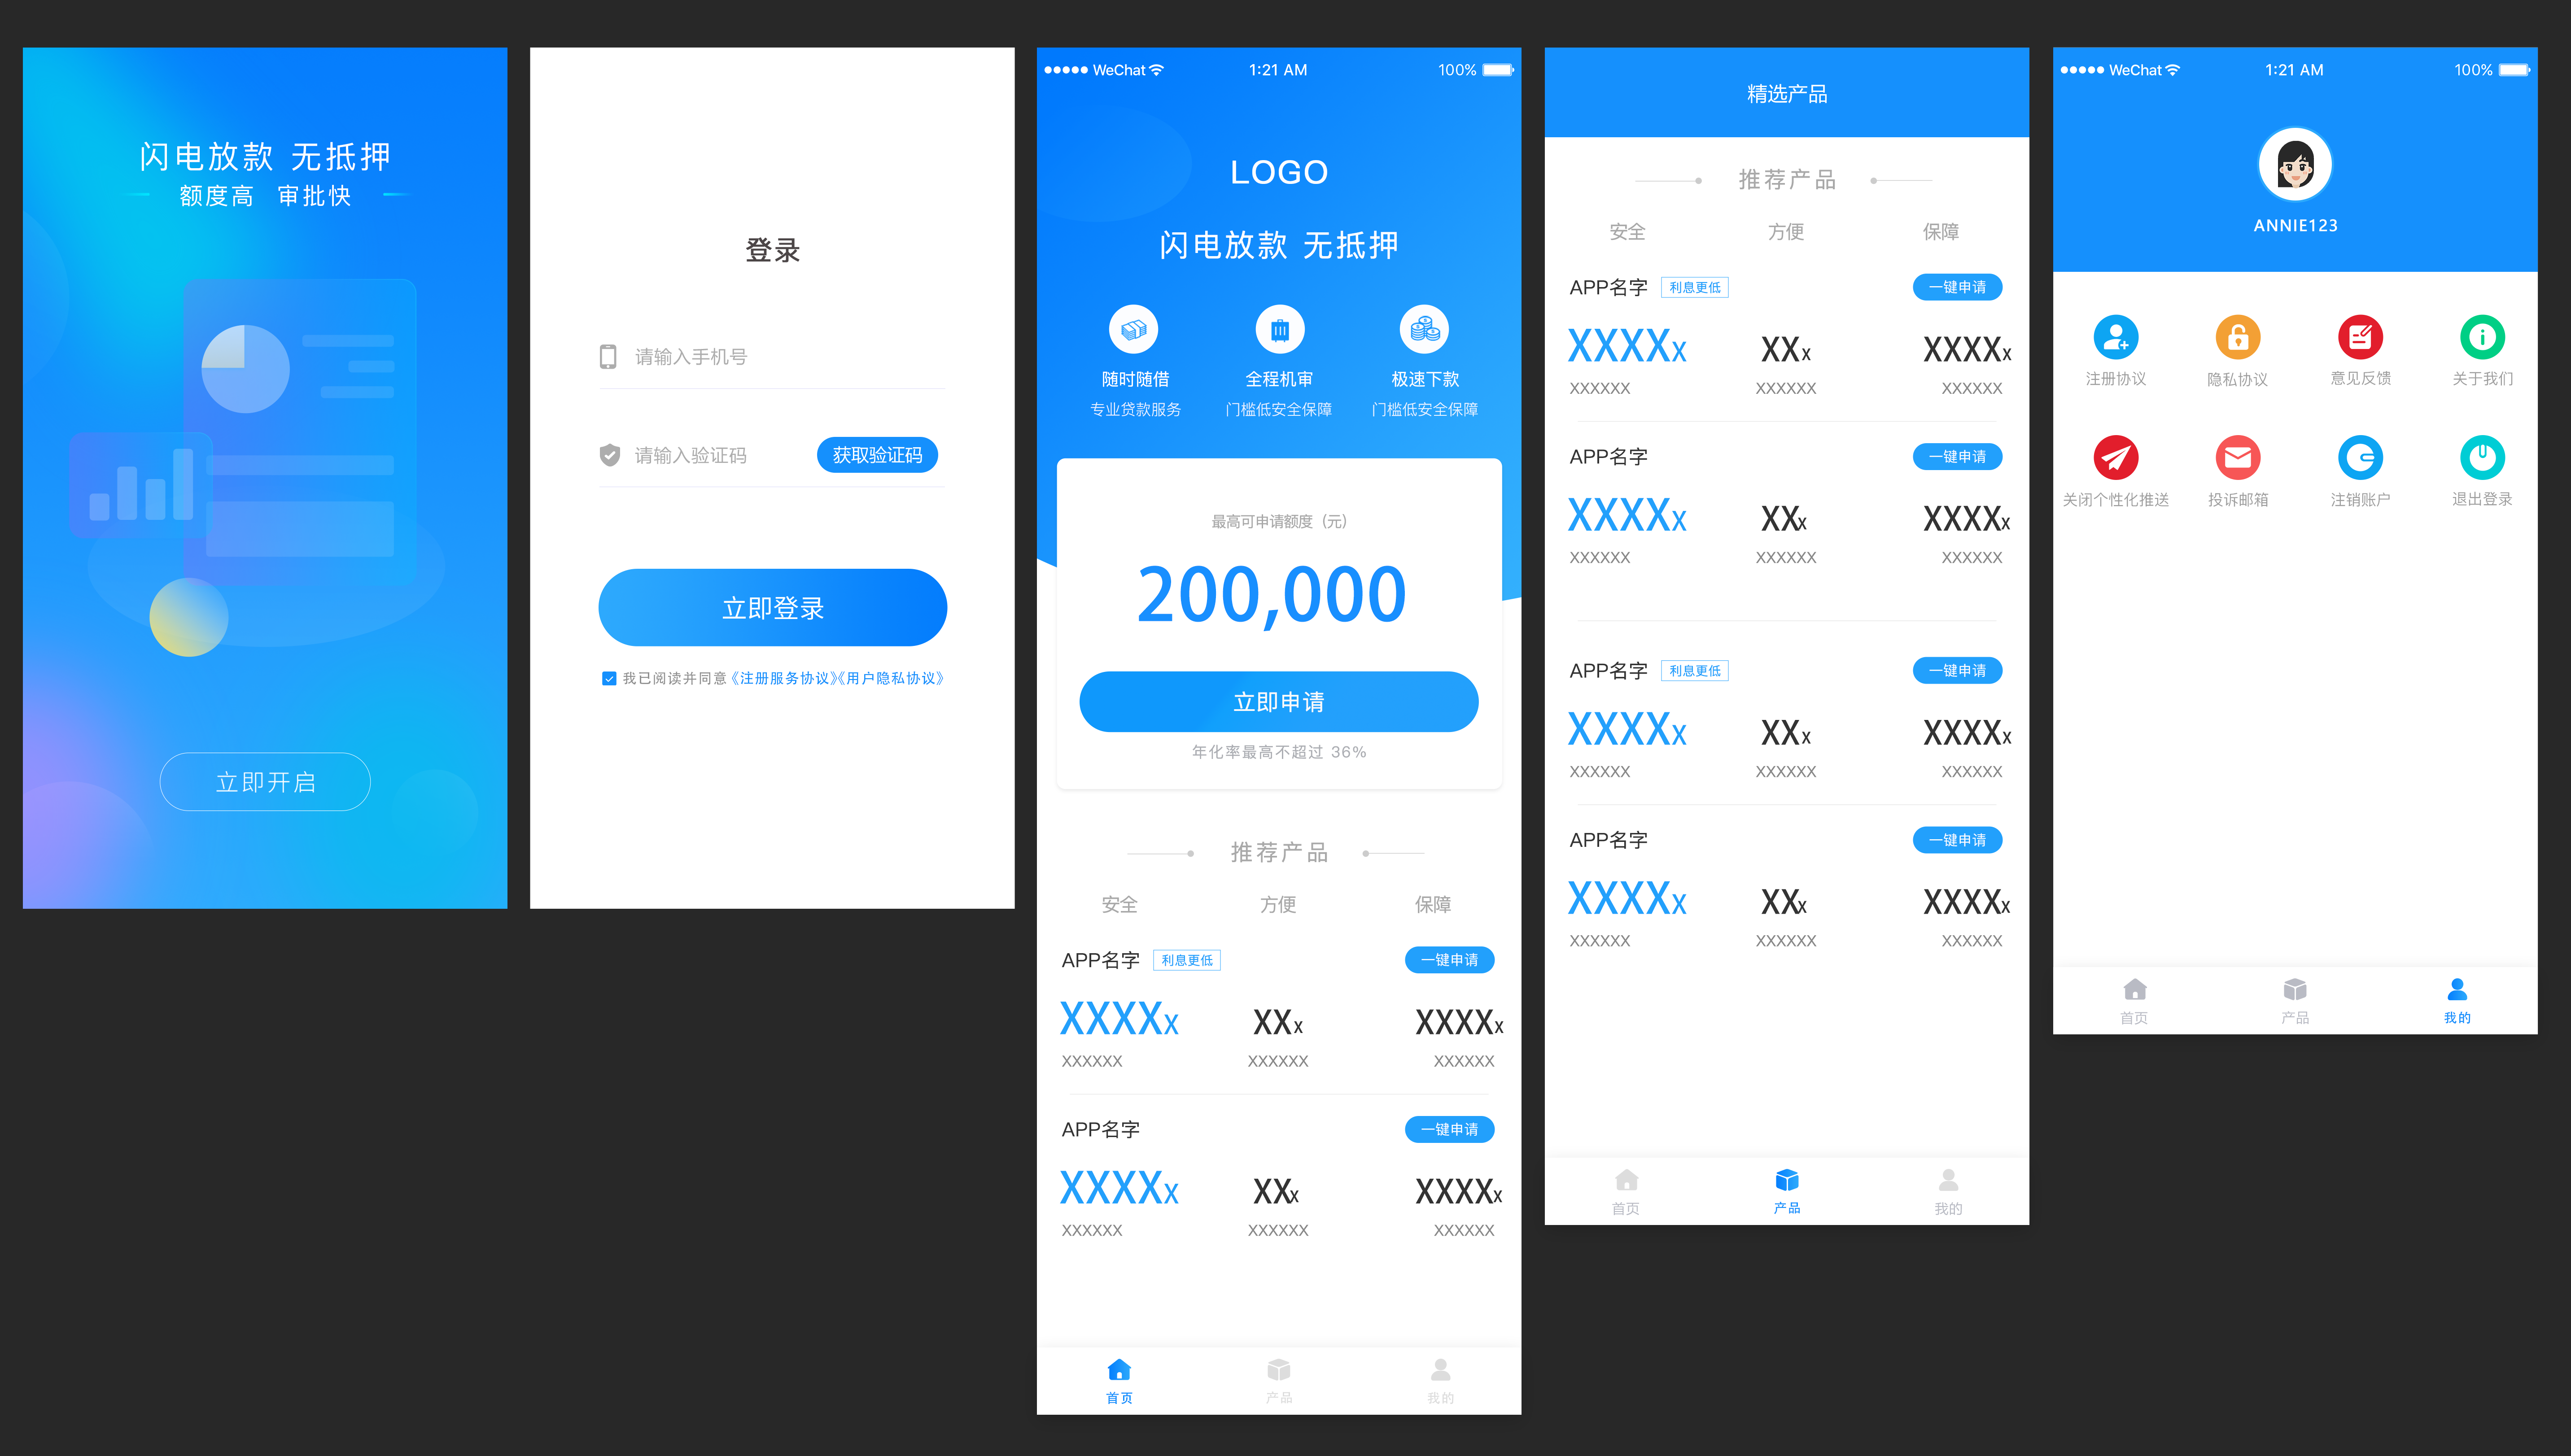 闪电放款 无抵押
额度高 审批快
立即开启
登录
请输入手机号
请输入验证码 获取验证码
立即登录
我已阅读并同意《注册服务协议》《用户隐私协议》
WeChat 1:21 AM 100%
LOGO
闪电放款 无抵押
随时随借 全程机审 极速下款
专业贷款服务 门槛低安全保障 门槛低安全保障
最高可申请额度（元）
200,000
立即申请
年化率最高不超过 36%
推荐产品
安全 方便 保障
APP名字 利息更低 一键申请
XXXXX XXX XXXXX
XXXXXX XXXXXX XXXXXX
APP名字 一键申请
XXXXX XXX XXXXX
XXXXXX XXXXXX XXXXXX
首页 产品 我的
精选产品
推荐产品
安全 方便 保障
APP名字 利息更低 一键申请
XXXXX XXX XXXXX
XXXXXX XXXXXX XXXXXX
APP名字 一键申请
XXXXX XXX XXXXX
XXXXXX XXXXXX XXXXXX
APP名字 利息更低 一键申请
XXXXX XXX XXXXX
XXXXXX XXXXXX XXXXXX
APP名字 一键申请
XXXXX XXX XXXXX
XXXXXX XXXXXX XXXXXX
首页 产品 我的
WeChat 1:21 AM 100%
ANNIE123
注册协议 隐私协议 意见反馈 关于我们
关闭个性化推送 投诉邮箱 注销账户 退出登录
首页 产品 我的